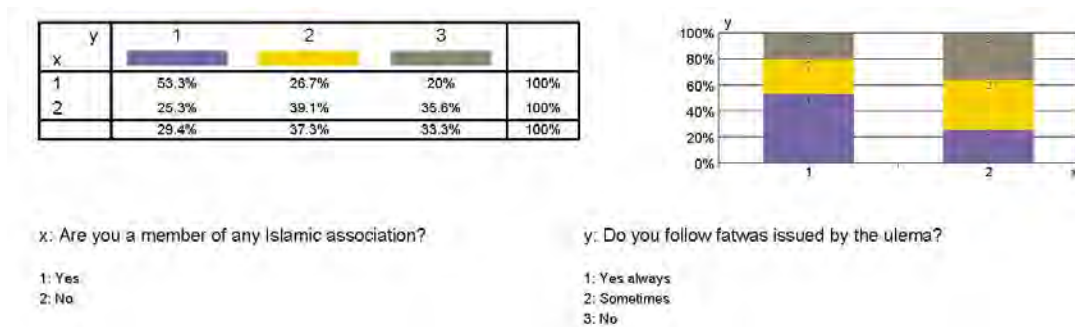 y 1 2 3
x
1 53.3% 26.7% 20% 100%
2 25.3% 39.1% 35.6% 100%
29.4% 37.3% 33.3% 100%
y
100%
80%
60%
40%
20%
0%
1 2 x
x: Are you a member of any Islamic association?
1: Yes
2: No
y: Do you follow fatwas issued by the ulema?
1: Yes always
2: Sometimes
3: No